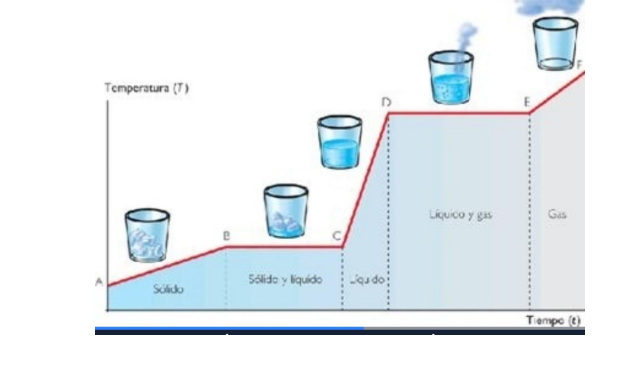 Temperatura (T)
F
D
E
B
C
A
Líquido y gas
Gas
Sólido y líquido
Líquido
Sólido
Tiempo (t)